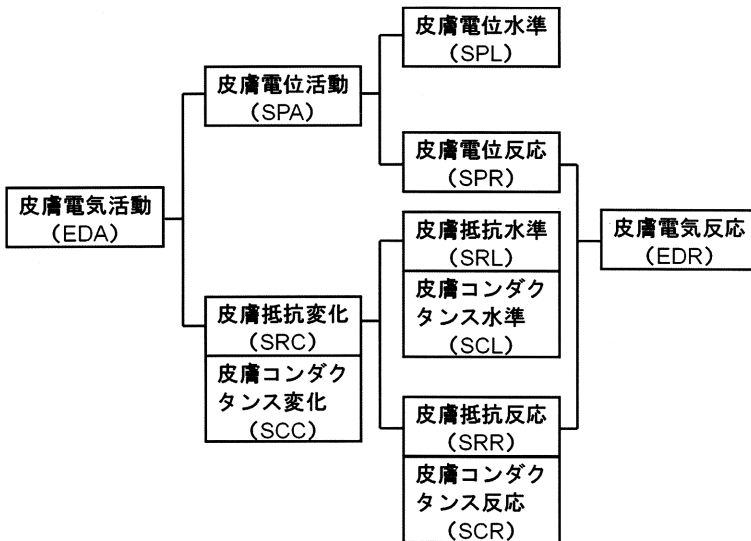 皮膚電位水準
（SPL）
皮膚電位活動
（SPA）
皮膚電位反応
（SPR）
皮膚電気活動
（EDA）
皮膚抵抗水準
（SRL）
皮膚コンダク
タンス水準
（SCL）
皮膚電気反応
（EDR）
皮膚抵抗変化
（SRC）
皮膚コンダク
タンス変化
（SCC）
皮膚抵抗反応
（SRR）
皮膚コンダク
タンス反応
（SCR）